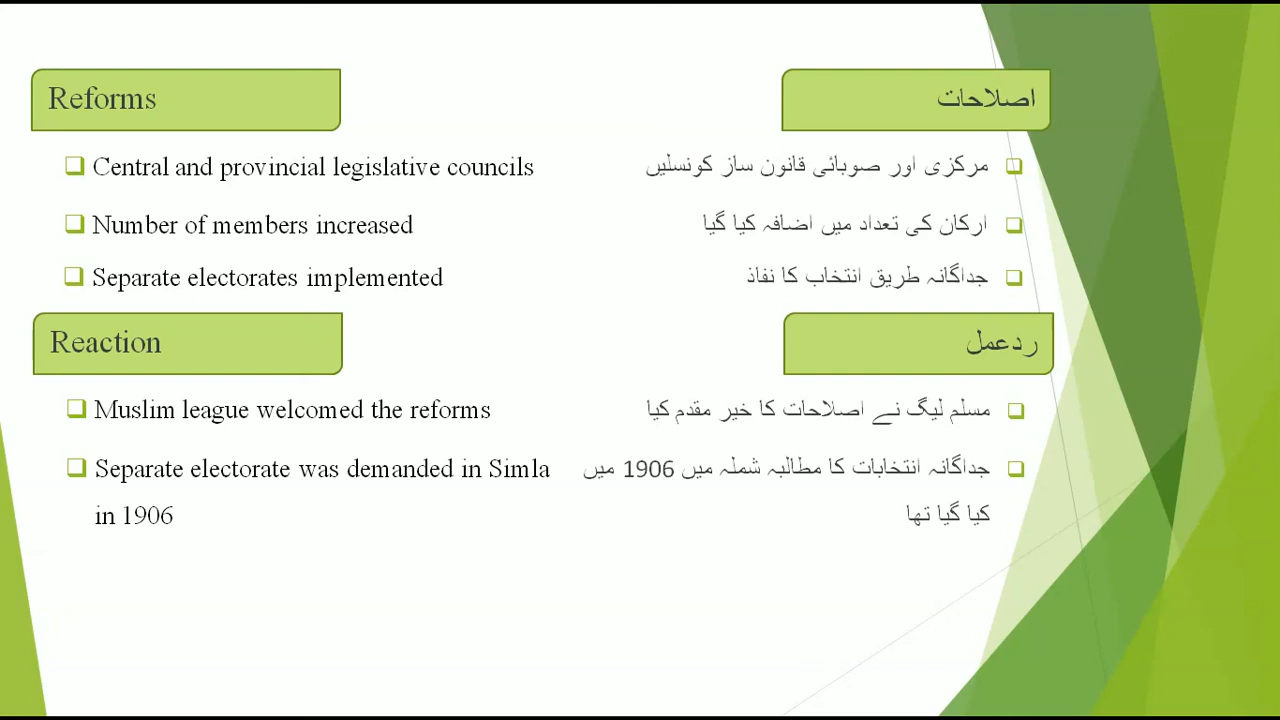 Reforms
اصلاحات
Central and provincial legislative councils
مرکزی اور صوبائی قانون ساز کونسلیں
Number of members increased
ارکان کی تعداد میں اضافہ کیا گیا
Separate electorates implemented
جداگانہ طریق انتخاب کا نفاذ
Reaction
ردعمل
Muslim league welcomed the reforms
مسلم لیگ نے اصلاحات کا خیر مقدم کیا
Separate electorate was demanded in Simla
in 1906
جداگانہ انتخابات کا مطالبہ شملہ میں 1906 میں
کیا گیا تھا